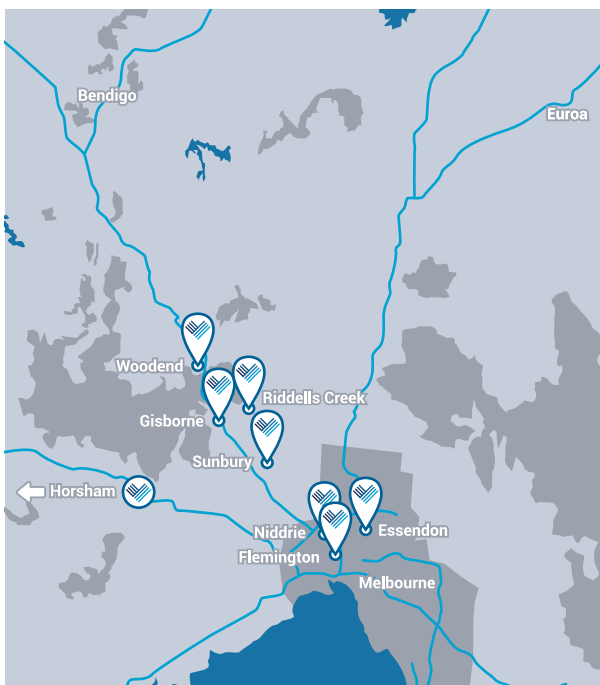 Bendigo
Euroa
Woodend
Riddells Creek
Gisborne
Sunbury
Horsham
Niddrie
Essendon
Flemington
Melbourne